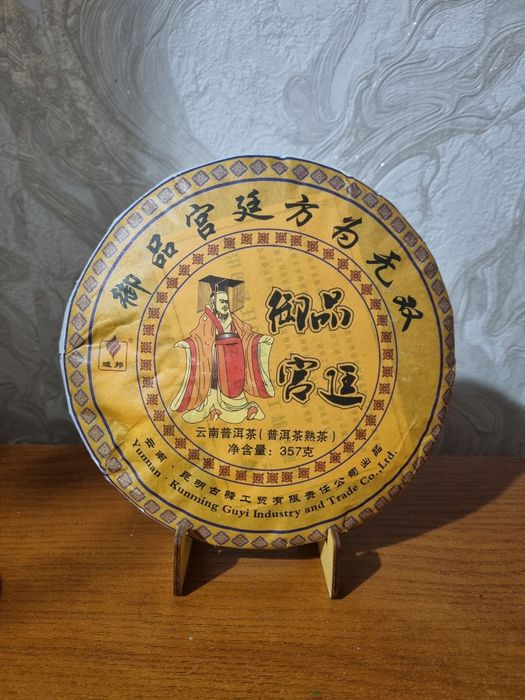 御品宫廷方为无双
御品
宫廷
云南普洱茶(普洱茶熟茶)
净含量：357克
云南·昆明古驿工贸有限责任公司出品
Yunnan . Kunming Guyi Industry and Trade Co.,Ltd.